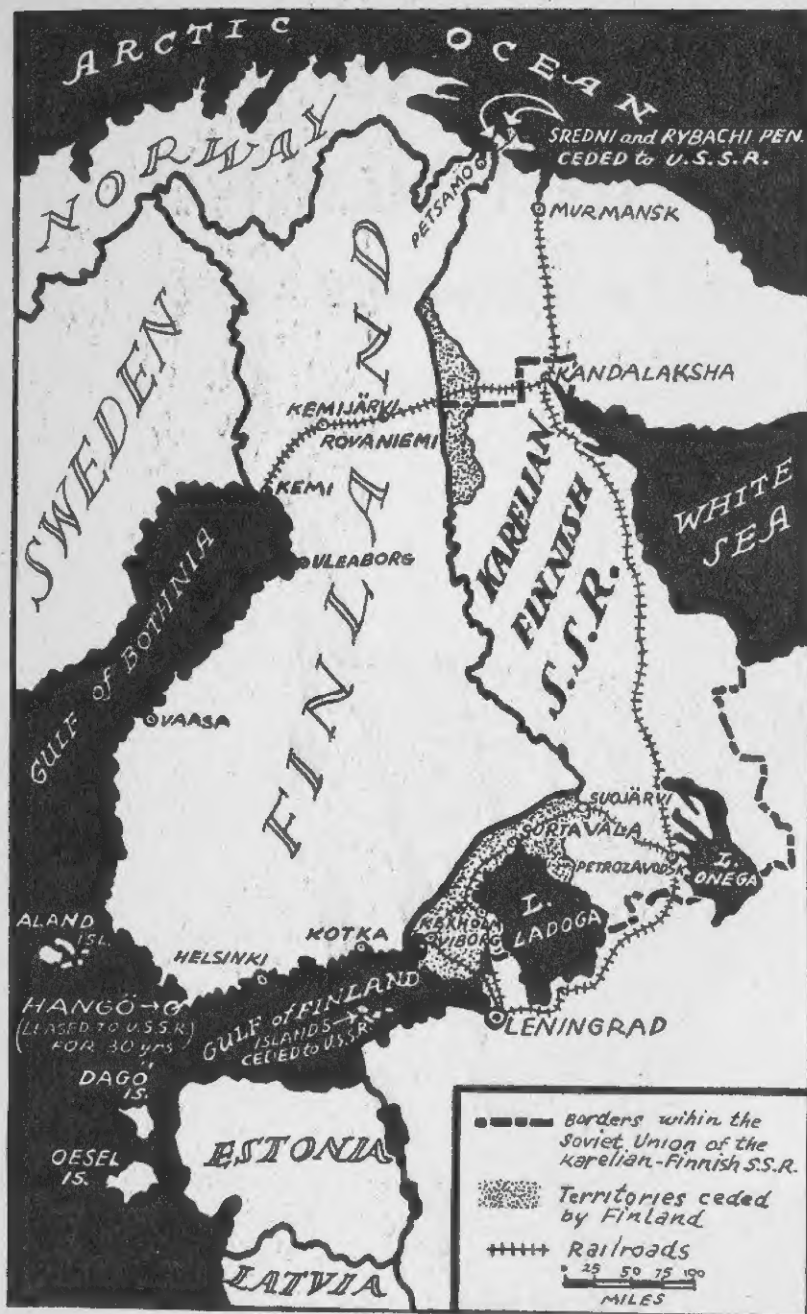 ARCTIC OCEAN
NORWAY
SREDNI and RYBACHI PEN.
CEDED to U.S.S.R.
PETSAMO
MURMANSK
SWEDEN
FINLAND
KANDALAKSHA
KEMIJÄRVI
ROVANIEMI
KEMI
KARELIAN
FINNISH
S.S.R.
WHITE
SEA
ULEABORG
GULF of BOTHNIA
VAASA
SUOJÄRVI
SORTAVALA
PETROZAVODSK
L.
ONEGA
L.
LADOGA
KEXHOLM
VIBORG
ALAND
ISL.
KOTKA
HELSINKI
HANGÖ
(LEASED TO U.S.S.R.
FOR 30 yrs)
GULF of FINLAND
ISLANDS
CEDED to U.S.S.R.
LENINGRAD
DAGÖ
IS.
OESEL
IS.
ESTONIA
LATVIA
Borders wihin the
Soviet Union of the
Karelian-Finnish S.S.R.
Territories ceded
by Finland
Railroads
0 25 50 75 100
MILES